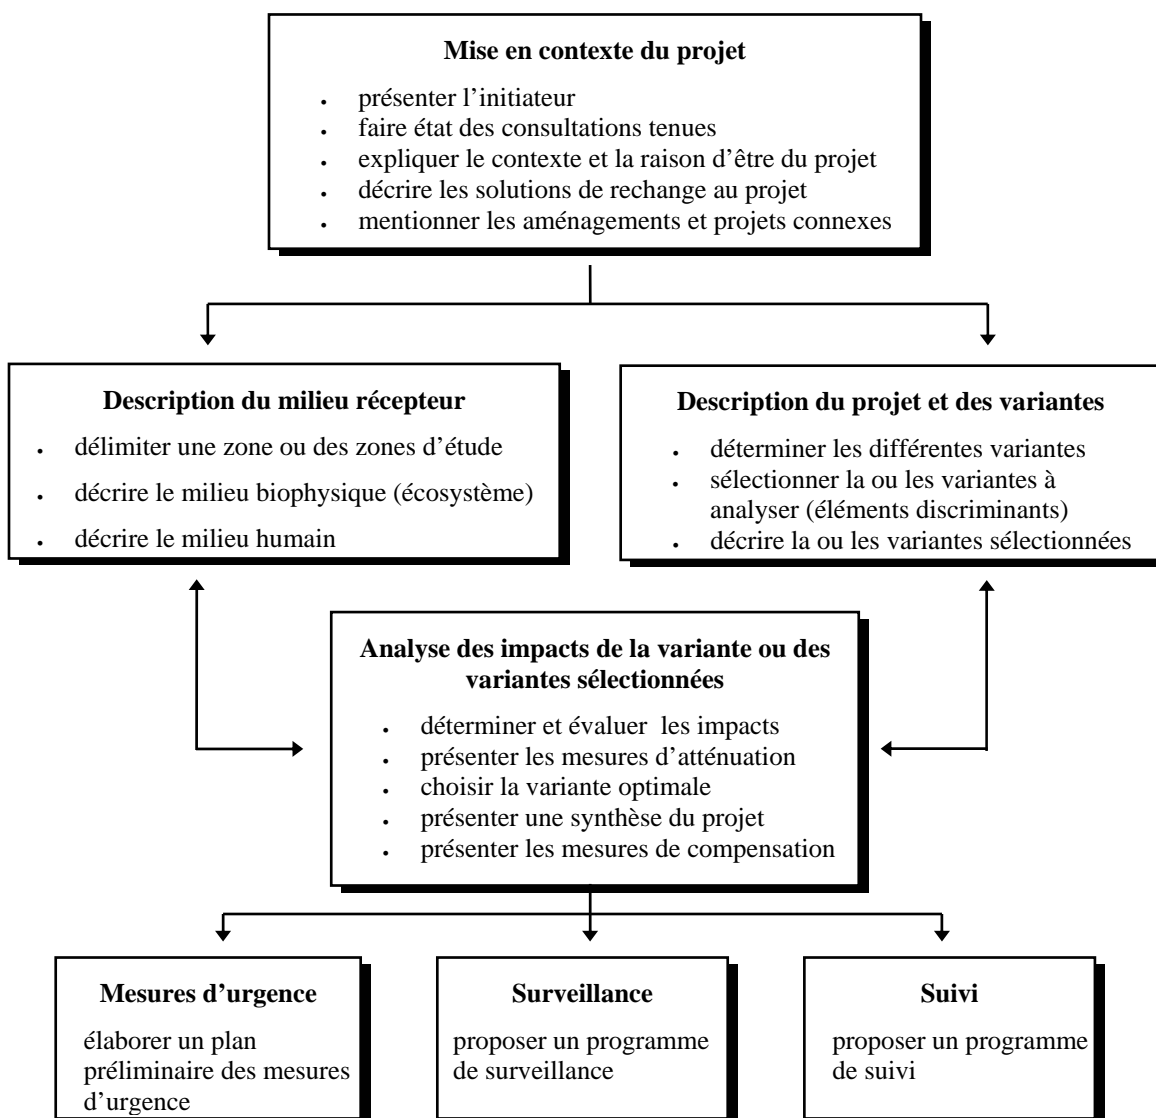 Mise en contexte du projet
• présenter l’initiateur
• faire état des consultations tenues
• expliquer le contexte et la raison d’être du projet
• décrire les solutions de rechange au projet
• mentionner les aménagements et projets connexes
Description du milieu récepteur
• délimiter une zone ou des zones d’étude
• décrire le milieu biophysique (écosystème)
• décrire le milieu humain
Description du projet et des variantes
• déterminer les différentes variantes
• sélectionner la ou les variantes à
analyser (éléments discriminants)
• décrire la ou les variantes sélectionnées
Analyse des impacts de la variante ou des
variantes sélectionnées
• déterminer et évaluer  les impacts
• présenter les mesures d’atténuation
• choisir la variante optimale
• présenter une synthèse du projet
• présenter les mesures de compensation
Mesures d’urgence
élaborer un plan
préliminaire des mesures
d’urgence
Surveillance
proposer un programme
de surveillance
Suivi
proposer un programme
de suivi